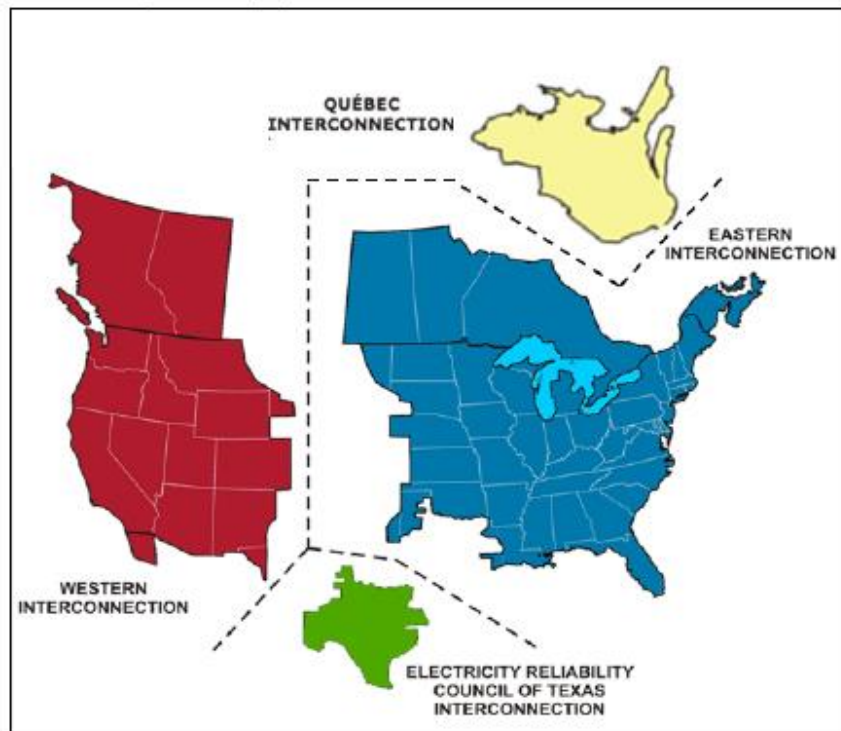 QUÉBEC
INTERCONNECTION
EASTERN
INTERCONNECTION
WESTERN
INTERCONNECTION
ELECTRICITY RELIABILITY
COUNCIL OF TEXAS
INTERCONNECTION